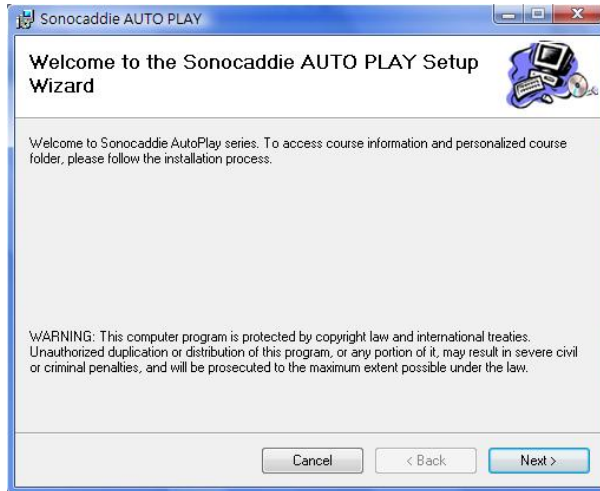 Sonocaddie AUTO PLAY
Welcome to the Sonocaddie AUTO PLAY Setup
Wizard
Welcome to Sonocaddie AutoPlay series. To access course information and personalized course
folder, please follow the installation process.
WARNING: This computer program is protected by copyright law and international treaties.
Unauthorized duplication or distribution of this program, or any portion of it, may result in severe civil
or criminal penalties, and will be prosecuted to the maximum extent possible under the law.
Cancel < Back Next >